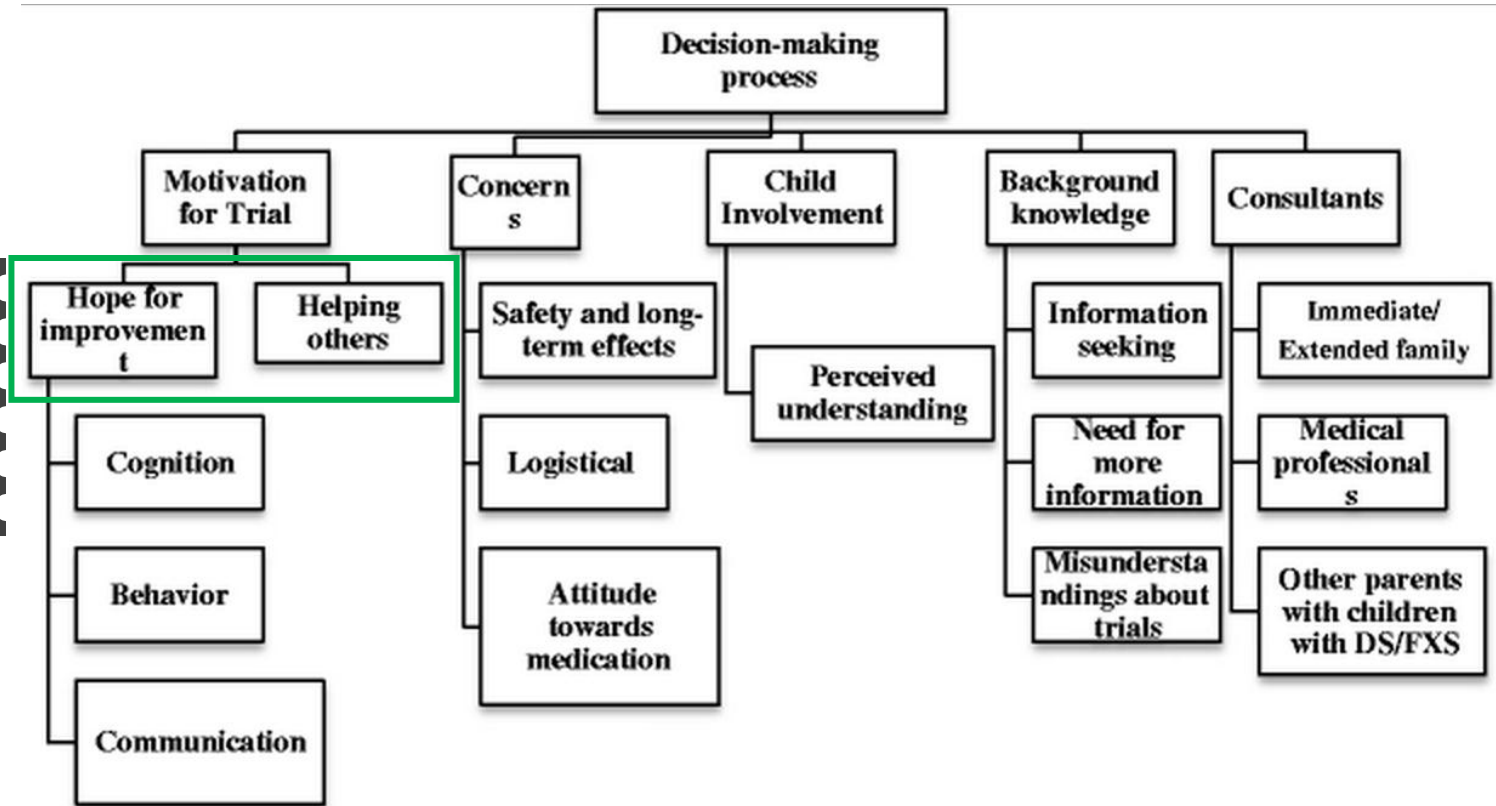 Decision-making
process
Motivation
for Trial
Concern
s
Child
Involvement
Background
knowledge
Consultants
Hope for
improvemen
t
Helping
others
Cognition
Behavior
Communication
Safety and long-
term effects
Logistical
Attitude
towards
medication
Perceived
understanding
Information
seeking
Need for
more
information
Misundersta
ndings about
trials
Immediate/
Extended family
Medical
professional
s
Other parents
with children
with DS/FXS